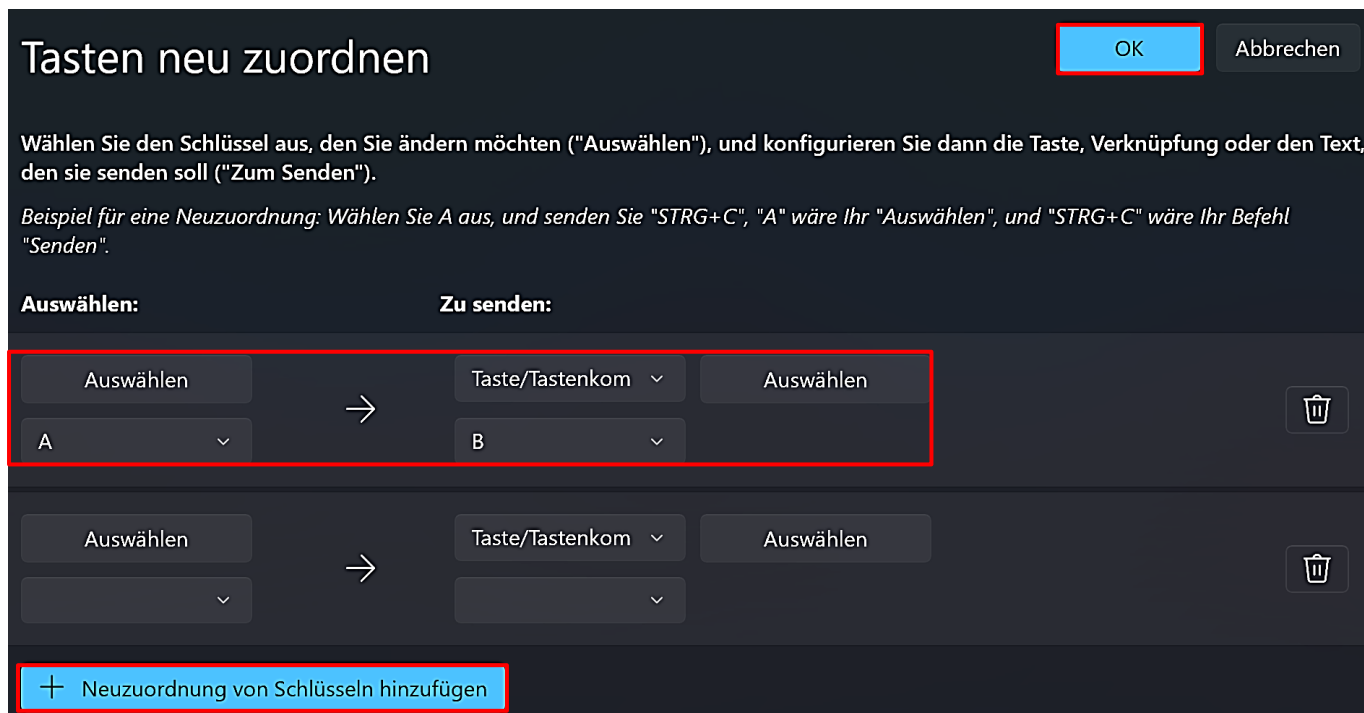 Tasten neu zuordnen
OK
Abbrechen
Wählen Sie den Schlüssel aus, den Sie ändern möchten ("Auswählen"), und konfigurieren Sie dann die Taste, Verknüpfung oder den Text,
den sie senden soll ("Zum Senden").
Beispiel für eine Neuzuordnung: Wählen Sie A aus, und senden Sie "STRG+C", "A" wäre Ihr "Auswählen", und "STRG+C" wäre Ihr Befehl
"Senden".
Auswählen:
Zu senden:
Auswählen
Taste/Tastenkom
Auswählen
A
B
Auswählen
Taste/Tastenkom
Auswählen
Neuzuordnung von Schlüsseln hinzufügen